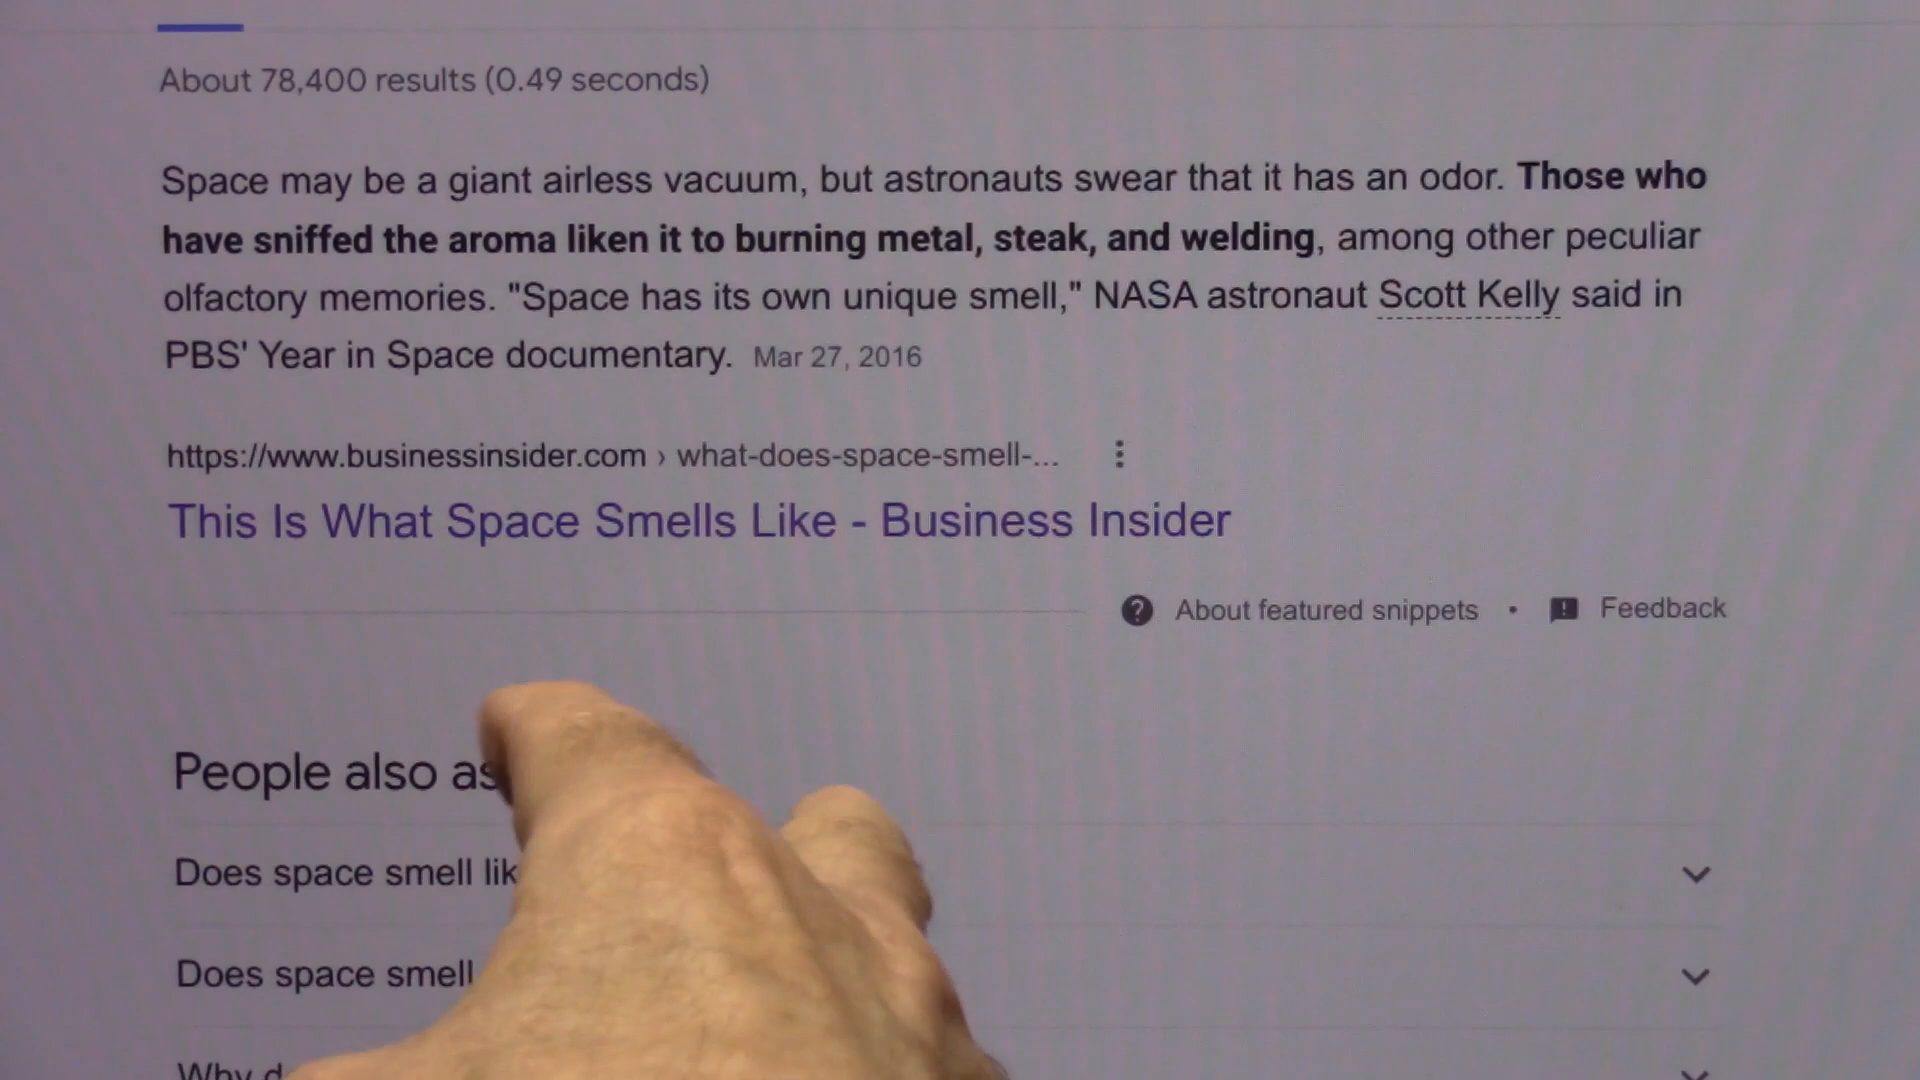 About 78,400 results (0.49 seconds)
Space may be a giant airless vacuum, but astronauts swear that it has an odor. Those who
have sniffed the aroma liken it to burning metal, steak, and welding, among other peculiar
olfactory memories. "Space has its own unique smell," NASA astronaut Scott Kelly said in
PBS' Year in Space documentary. Mar 27, 2016
https://www.businessinsider.com › what-does-space-smell-...
This Is What Space Smells Like - Business Insider
About featured snippets • Feedback
People also
Does space smell
Does space smell
Why